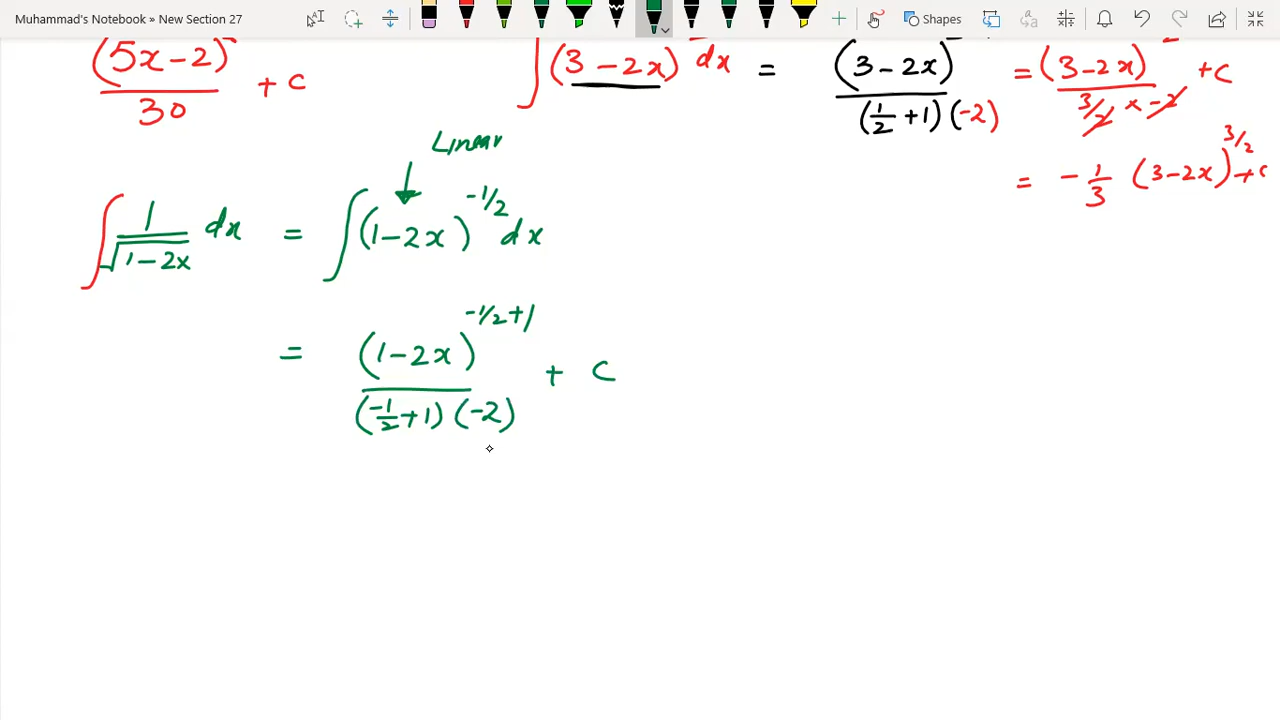 Muhammad's Notebook » New Section 27
Shapes
(5x-2)
30
+ c
∫(3-2x) dx =
(3-2x)
(1/2 +1)(-2)
= (3-2x)
3/2 x -2
+c
= -1/3 (3-2x)^3/2 +c
Linear
∫ 1/√1-2x dx = ∫(1-2x)^-1/2 dx
= (1-2x)^-1/2+1
(-1/2+1)(-2)
+ c